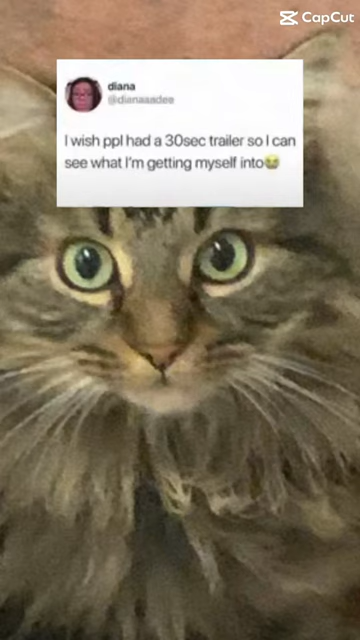 CapCut
diana
@dianaaadee
I wish ppl had a 30sec trailer so I can
see what I'm getting myself into😭